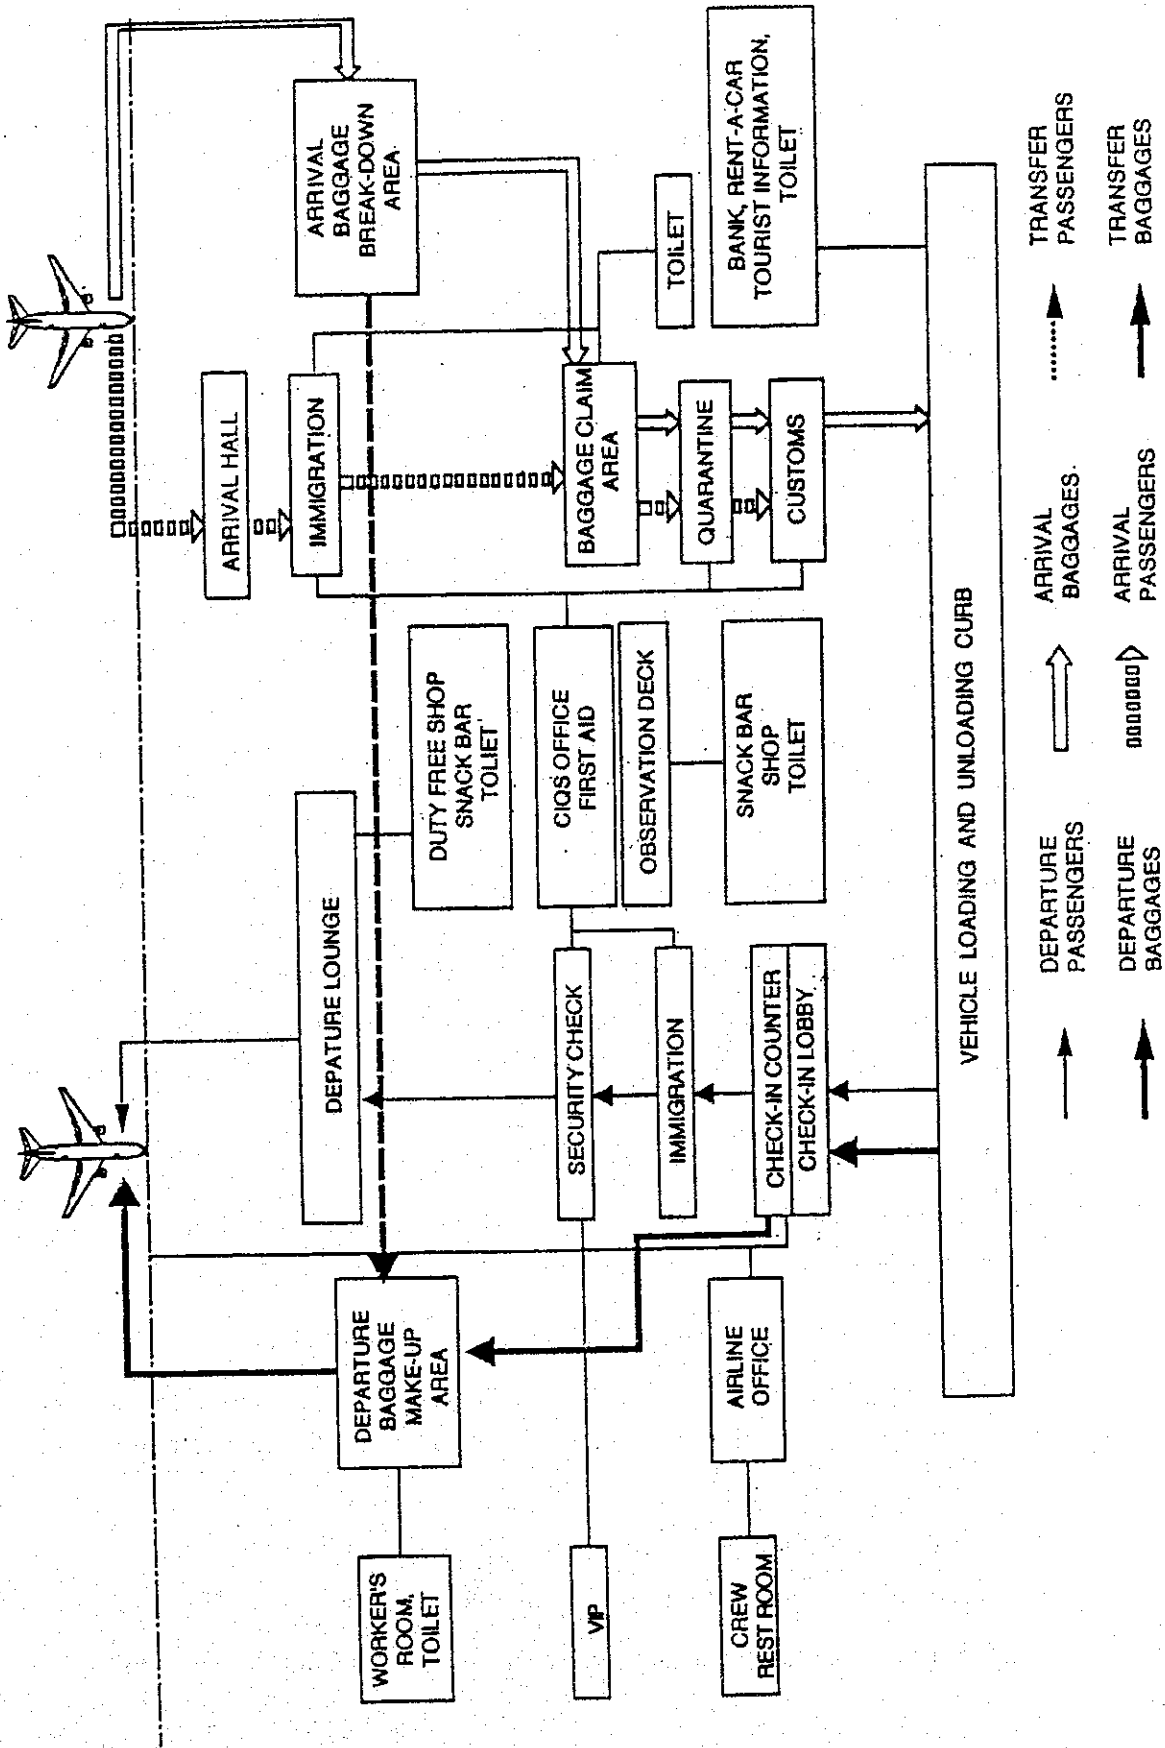 WORKER'S
ROOM,
TOILET
DEPARTURE
BAGGAGE
MAKE-UP
AREA
DEPATURE LOUNGE
ARRIVAL HALL
IMMIGRATION
ARRIVAL
BAGGAGE
BREAK-DOWN
AREA
DUTY FREE SHOP
SNACK BAR
TOLIET
VIP
SECURITY CHECK
CIQS OFFICE
FIRST AID
BAGGAGE CLAIM
AREA
TOILET
OBSERVATION DECK
IMMIGRATION
QUARANTINE
CREW
REST ROOM
AIRLINE
OFFICE
CHECK-IN COUNTER
CHECK-IN LOBBY
SNACK BAR
SHOP
TOILET
CUSTOMS
BANK, RENT-A-CAR
TOURIST INFORMATION,
TOILET
VEHICLE LOADING AND UNLOADING CURB
DEPARTURE
PASSENGERS
ARRIVAL
BAGGAGES.
TRANSFER
PASSENGERS
DEPARTURE
BAGGAGES
ARRIVAL
PASSENGERS
TRANSFER
BAGGAGES